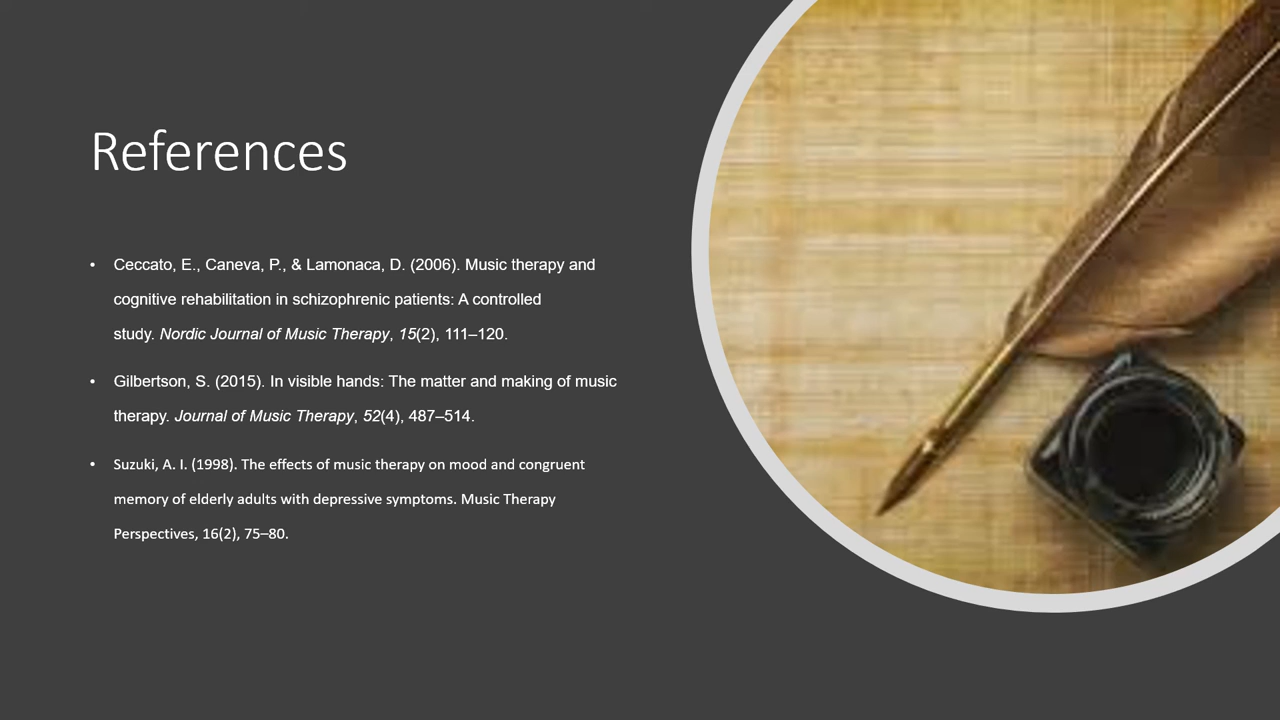 References
• Ceccato, E., Caneva, P., & Lamonaca, D. (2006). Music therapy and
cognitive rehabilitation in schizophrenic patients: A controlled
study. Nordic Journal of Music Therapy, 15(2), 111–120.
• Gilbertson, S. (2015). In visible hands: The matter and making of music
therapy. Journal of Music Therapy, 52(4), 487–514.
• Suzuki, A. I. (1998). The effects of music therapy on mood and congruent
memory of elderly adults with depressive symptoms. Music Therapy
Perspectives, 16(2), 75–80.